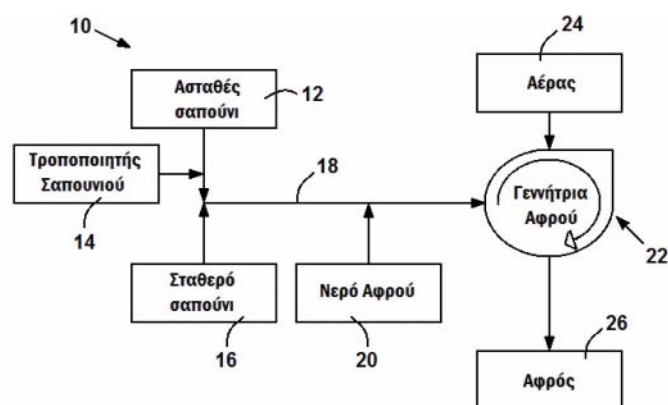 10
24
Ασταθές
σαπούνι
12
Αέρας
Τροποποιητής
Σαπουνιού
14
18
Γεννήτρια
Αφρού
22
Σταθερό
σαπούνι
16
Νερό Αφρού
20
26
Αφρός